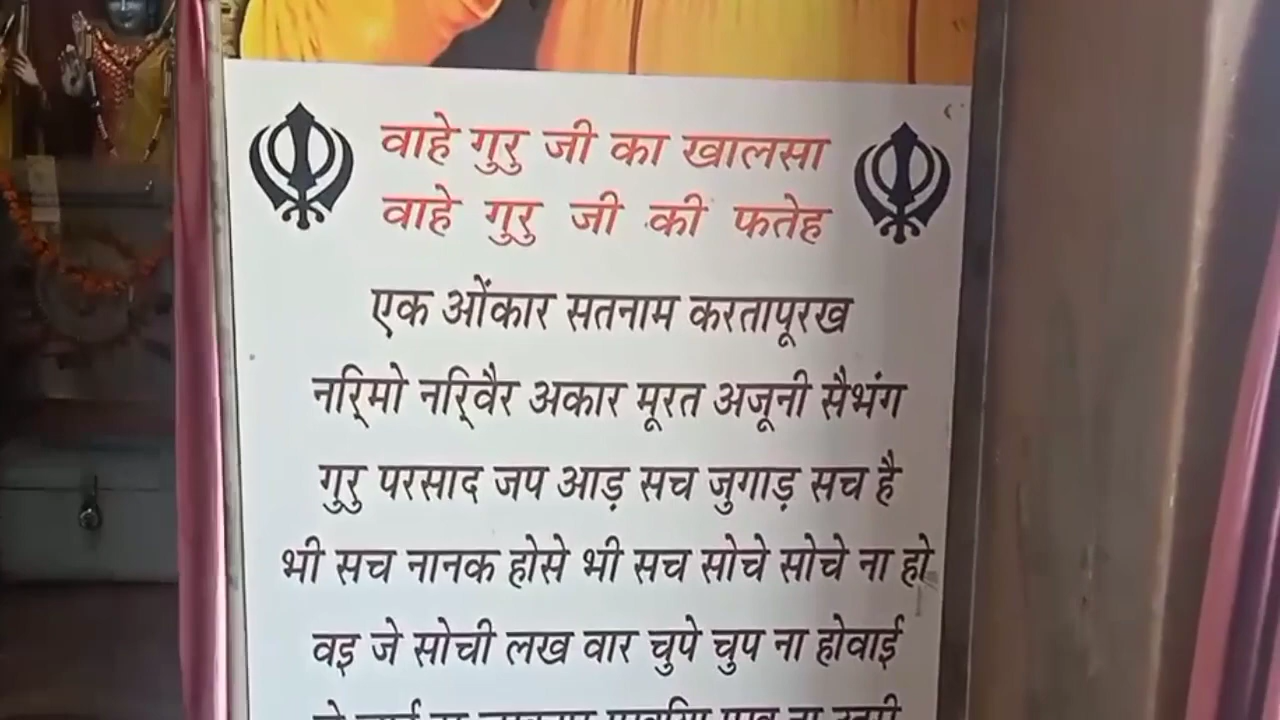 वाहे गुरु जी का खालसा
वाहे गुरु जी की फतेह
एक ओंकार सतनाम करतापूरख
नरि्मो नरि्वैर अकार मूरत अजूनी सैभंग
गुरु परसाद जप आड़ सच जुगाड़ सच है
भी सच नानक होसे भी सच सोचे सोचे ना हो
वइ जे सोची लख वार चुपे चुप ना होवाई